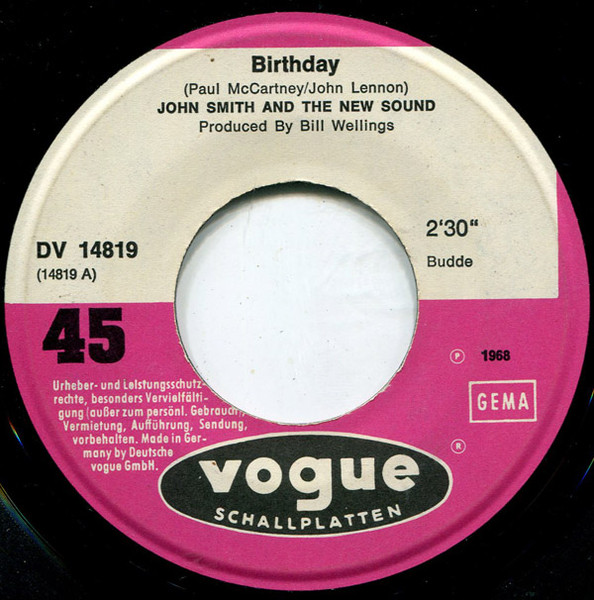 Birthday
(Paul McCartney/John Lennon)
JOHN SMITH AND THE NEW SOUND
Produced By Bill Wellings
DV 14819
(14819 A)
2'30“
Budde
45
℗ 1968
GEMA
Urheber- und Leistungsschutz-
rechte, besonders Vervielfälti-
gung (außer zum persönl. Gebrauch),
Vermietung, Aufführung, Sendung,
vorbehalten. Made in Ger-
many by Deutsche
vogue GmbH.
®
vogue
SCHALLPLATTEN